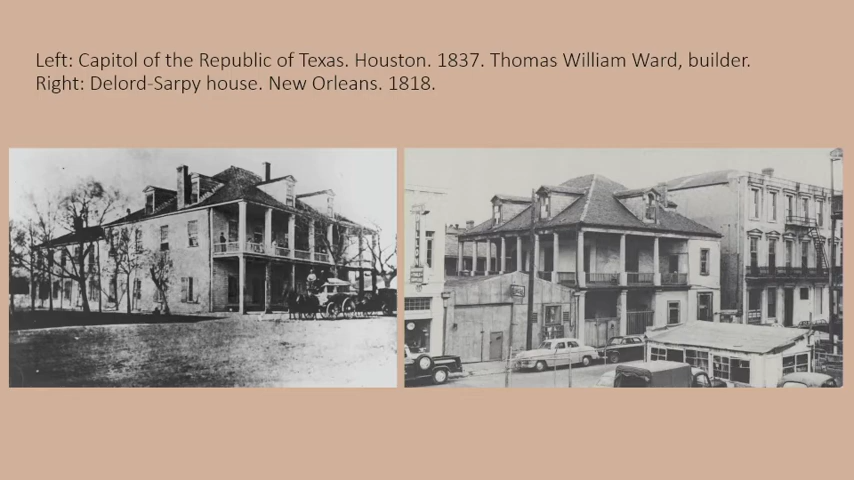 Left: Capitol of the Republic of Texas. Houston. 1837. Thomas William Ward, builder.
Right: Delord-Sarpy house. New Orleans. 1818.